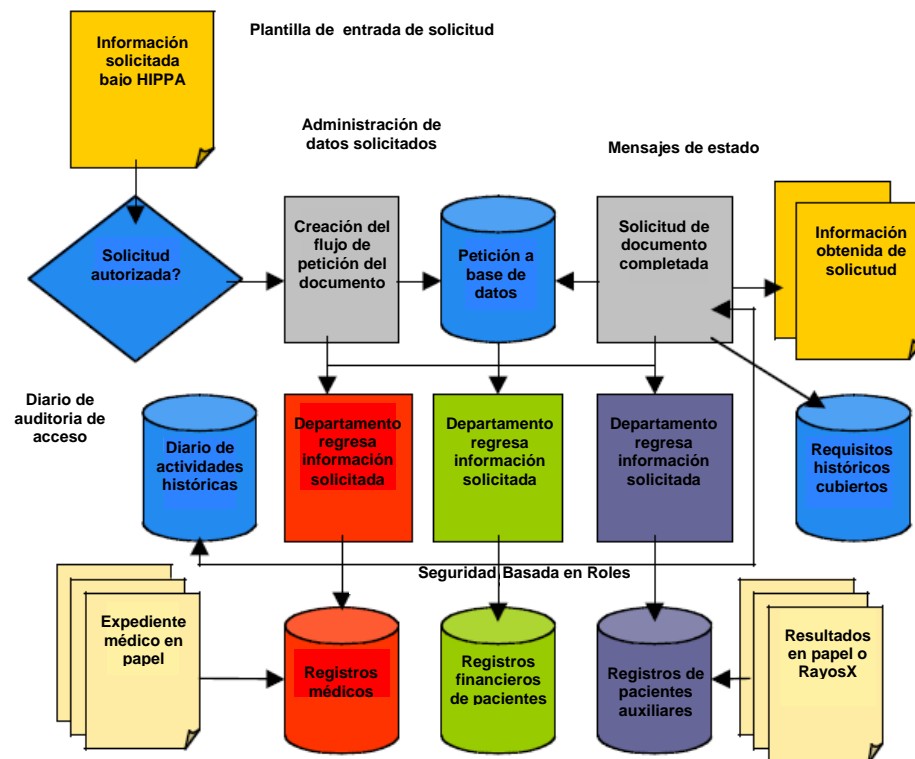 Plantilla de entrada de solicitud
Información
solicitada
bajo HIPPA
Administración de
datos solicitados
Mensajes de estado
Solicitud
autorizada?
Creación del
flujo de
petición del
documento
Petición a
base de
datos
Solicitud de
documento
completada
Información
obtenida de
solicutud
Diario de
auditoria de
acceso
Diario de
actividades
históricas
Departamento
regresa
información
solicitada
Departamento
regresa
información
solicitada
Departamento
regresa
información
solicitada
Requisitos
históricos
cubiertos
Seguridad Basada en Roles
Expediente
médico en
papel
Registros
médicos
Registros
financieros
de pacientes
Registros de
pacientes
auxiliares
Resultados
en papel o
RayosX